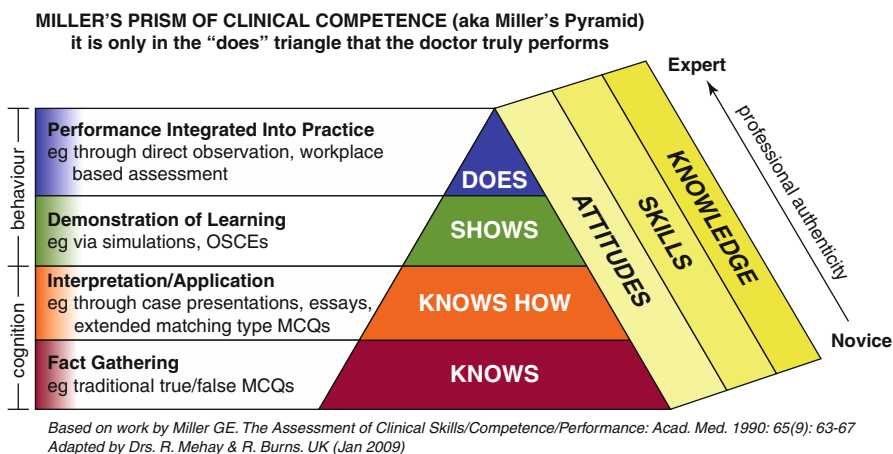 MILLER'S PRISM OF CLINICAL COMPETENCE (aka Miller's Pyramid)
it is only in the “does” triangle that the doctor truly performs
behaviour
cognition
Performance Integrated Into Practice
eg through direct observation, workplace
based assessment
Demonstration of Learning
eg via simulations, OSCEs
Interpretation/Application
eg through case presentations, essays,
extended matching type MCQs
Fact Gathering
eg traditional true/false MCQs
DOES
SHOWS
KNOWS HOW
KNOWS
ATTITUDES
SKILLS
KNOWLEDGE
Expert
professional authenticity
Novice
Based on work by Miller GE. The Assessment of Clinical Skills/Competence/Performance: Acad. Med. 1990: 65(9): 63-67
Adapted by Drs. R. Mehay & R. Burns. UK (Jan 2009)